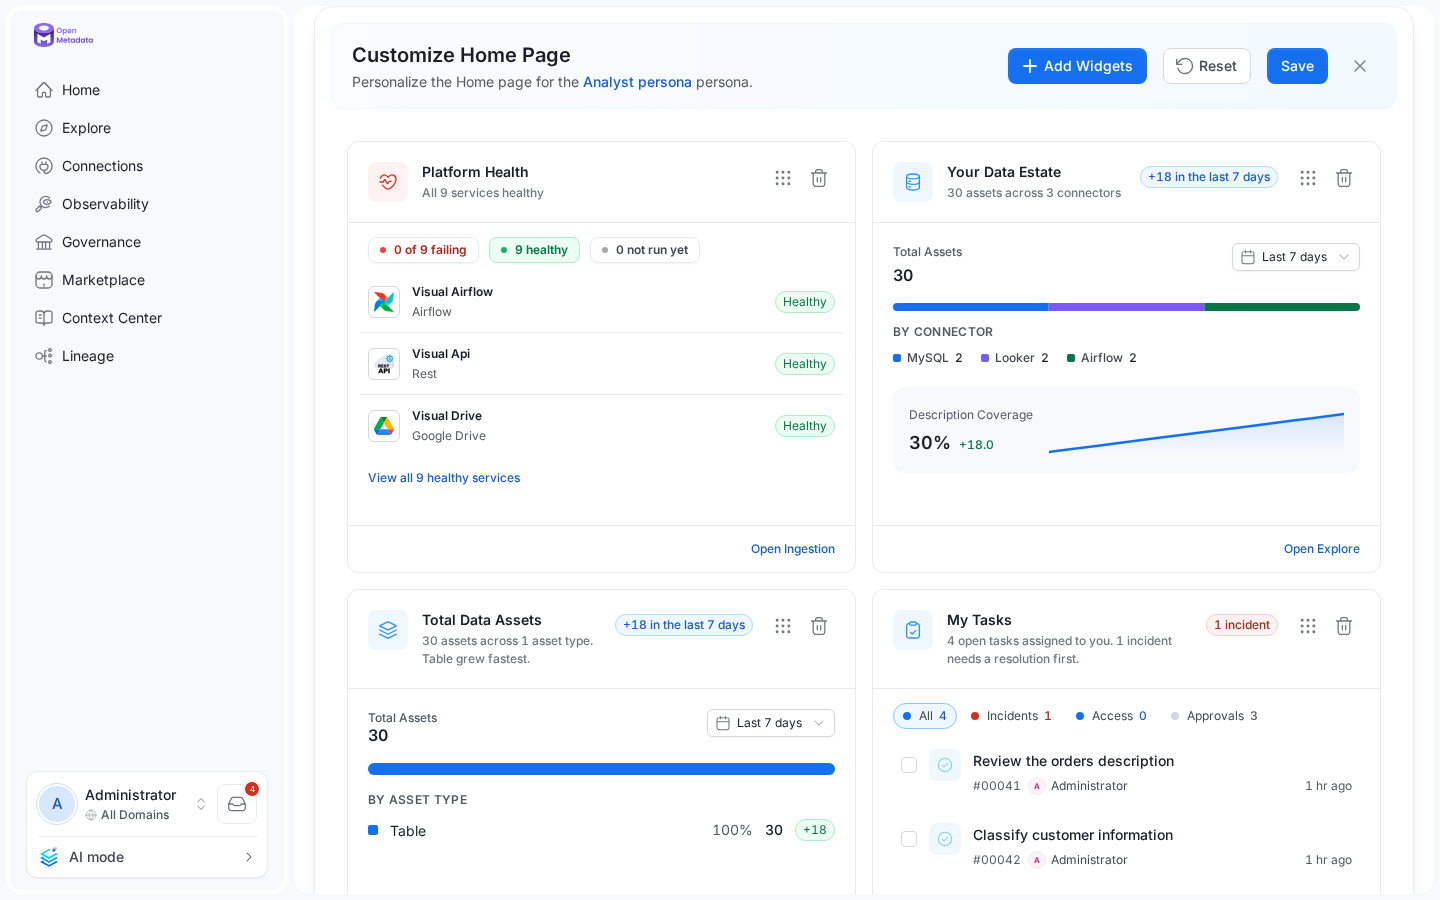 Open
Metadata
Home
Explore
Connections
Observability
Governance
Marketplace
Context Center
Lineage
A
Administrator
All Domains
4
AI mode
Customize Home Page
Personalize the Home page for the Analyst persona persona.
Add Widgets
Reset
Save
Platform Health
All 9 services healthy
0 of 9 failing
9 healthy
0 not run yet
Visual Airflow
Airflow
Healthy
REST
API
Visual Api
Rest
Healthy
Visual Drive
Google Drive
Healthy
View all 9 healthy services
Open Ingestion
Your Data Estate
30 assets across 3 connectors
+18 in the last 7 days
Total Assets
30
Last 7 days
BY CONNECTOR
MySQL 2
Looker 2
Airflow 2
Description Coverage
30% +18.0
Open Explore
Total Data Assets
30 assets across 1 asset type.
Table grew fastest.
+18 in the last 7 days
Total Assets
30
Last 7 days
BY ASSET TYPE
Table 100% 30 +18
My Tasks
4 open tasks assigned to you. 1 incident
needs a resolution first.
1 incident
All 4
Incidents 1
Access 0
Approvals 3
Review the orders description
#00041 A Administrator 1 hr ago
Classify customer information
#00042 A Administrator 1 hr ago